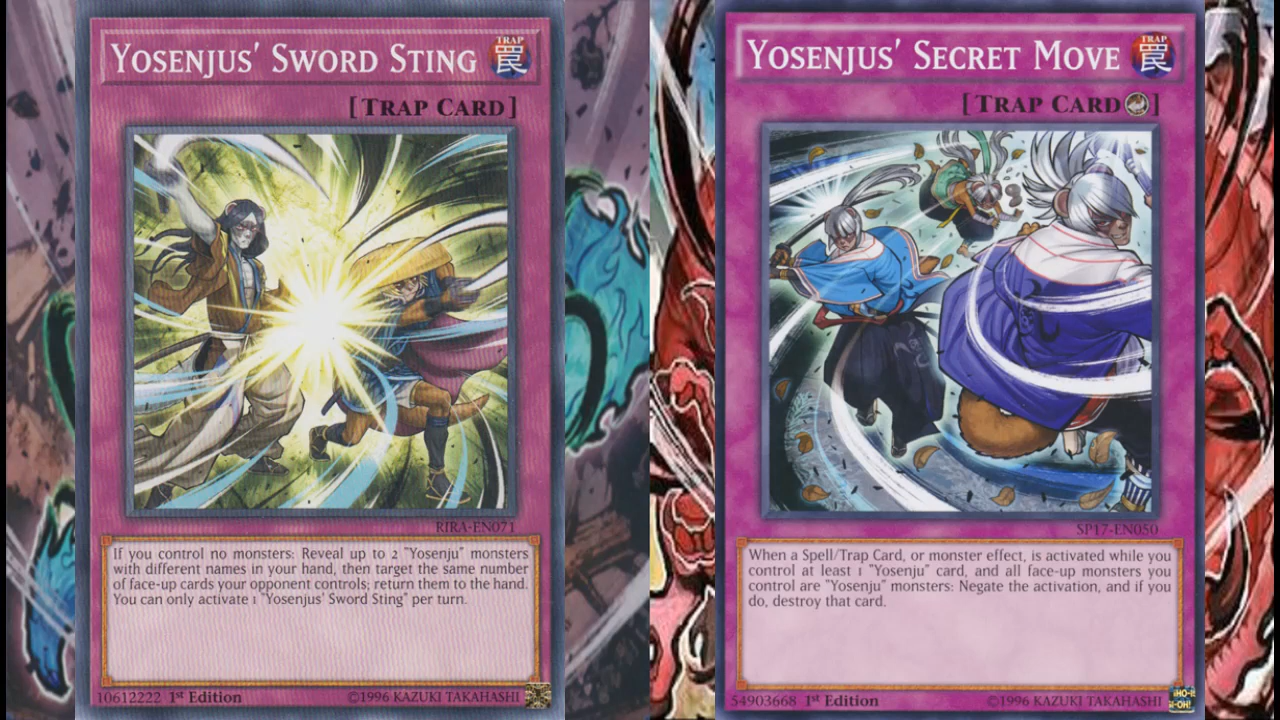 YOSENJUS' SWORD STING
TRAP
罠
[TRAP CARD]
RIRA-EN071
If you control no monsters: Reveal up to 2 "Yosenju" monsters
with different names in your hand, then target the same number
of face-up cards your opponent controls; return them to the hand.
You can only activate 1 "Yosenjus' Sword Sting" per turn.
10612222 1st Edition ©1996 KAZUKI TAKAHASHI
YOSENJUS' SECRET MOVE
TRAP
罠
[TRAP CARD]
SP17-EN050
When a Spell/Trap Card, or monster effect, is activated while you
control at least 1 "Yosenju" card, and all face-up monsters you
control are "Yosenju" monsters: Negate the activation, and if you
do, destroy that card.
54903668 1st Edition ©1996 KAZUKI TAKAHASHI